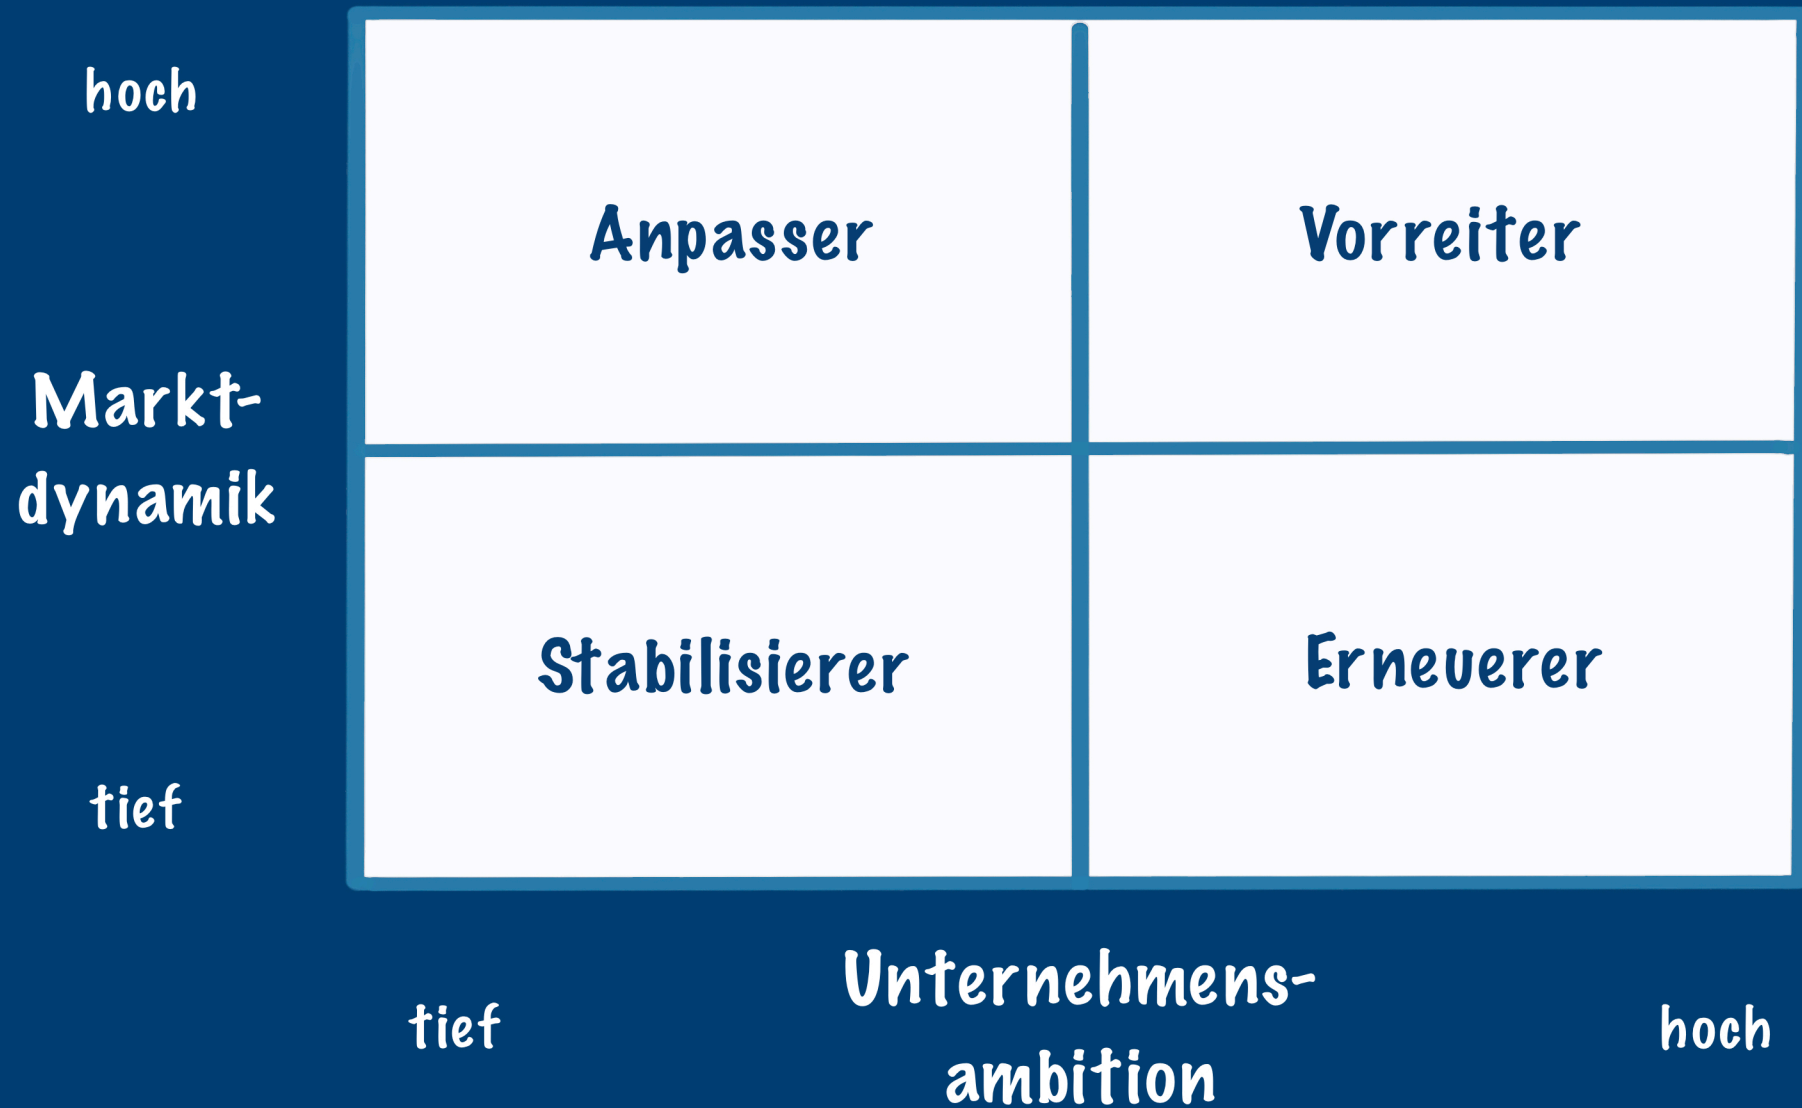 hoch
Anpasser
Vorreiter
Markt-
dynamik
Stabilisierer
Erneuerer
tief
Unternehmens-
ambition
tief
hoch